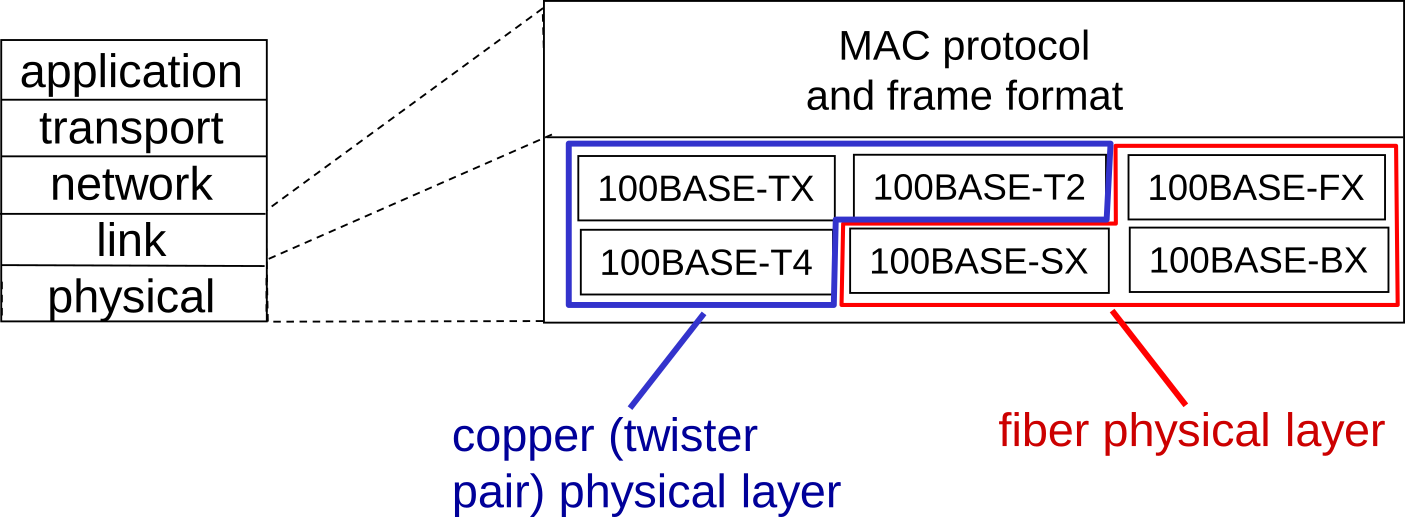 application
transport
network
link
physical
MAC protocol
and frame format
100BASE-TX
100BASE-T2
100BASE-FX
100BASE-T4
100BASE-SX
100BASE-BX
copper (twister
pair) physical layer
fiber physical layer